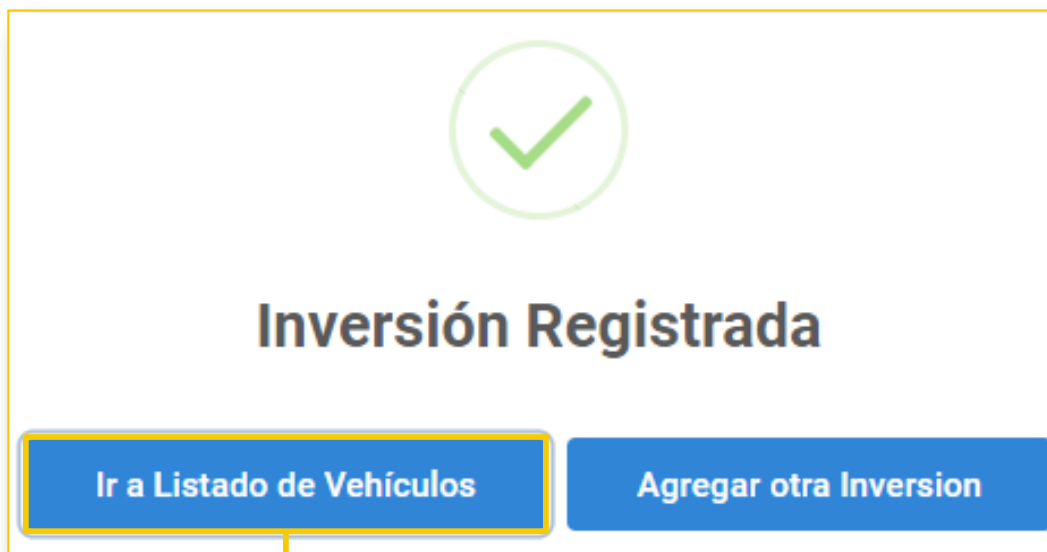 Inversión Registrada
Ir a Listado de Vehículos
Agregar otra Inversion